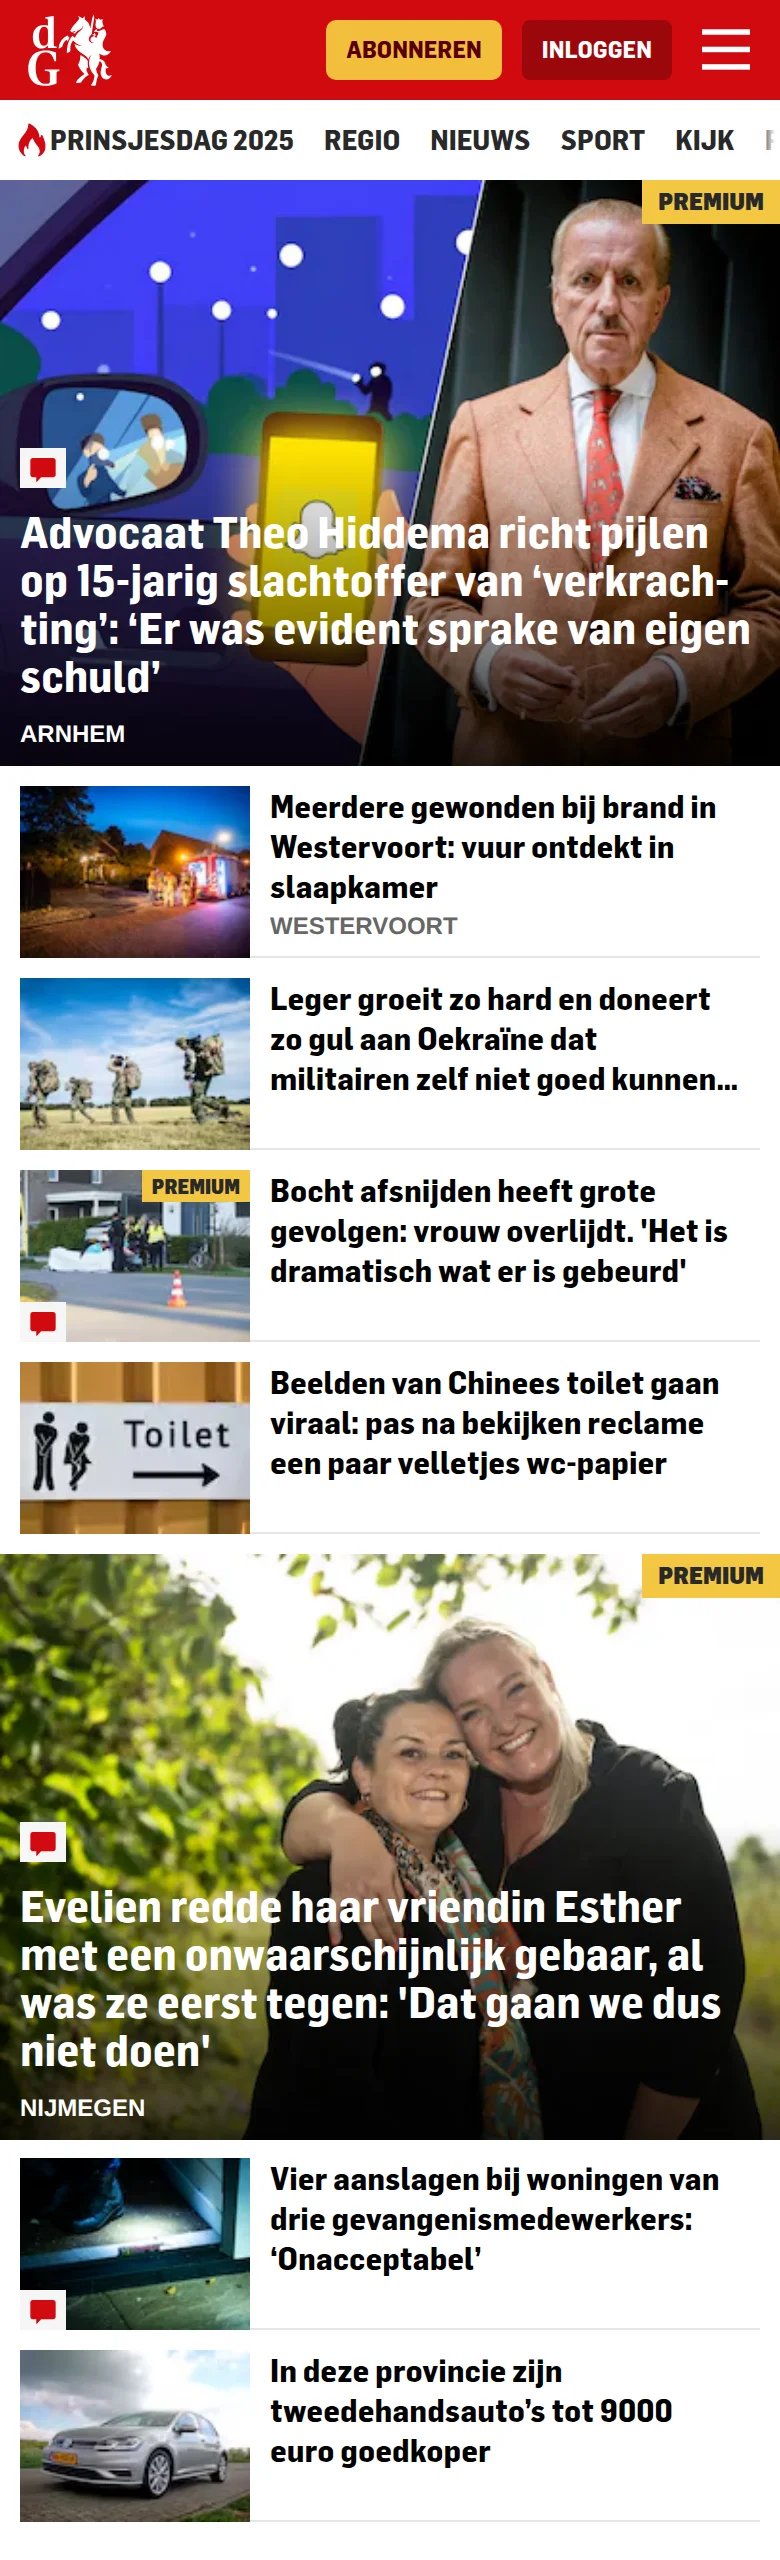 dG
ABONNEREN
INLOGGEN
PRINSJESDAG 2025 REGIO NIEUWS SPORT KIJK
PREMIUM
Advocaat Theo Hiddema richt pijlen
op 15-jarig slachtoffer van ‘verkrach-
ting’: ‘Er was evident sprake van eigen
schuld’
ARNHEM
Meerdere gewonden bij brand in
Westervoort: vuur ontdekt in
slaapkamer
WESTERVOORT
Leger groeit zo hard en doneert
zo gul aan Oekraïne dat
militairen zelf niet goed kunnen...
PREMIUM
Bocht afsnijden heeft grote
gevolgen: vrouw overlijdt. 'Het is
dramatisch wat er is gebeurd'
Toilet
Beelden van Chinees toilet gaan
viraal: pas na bekijken reclame
een paar velletjes wc-papier
PREMIUM
Evelien redde haar vriendin Esther
met een onwaarschijnlijk gebaar, al
was ze eerst tegen: 'Dat gaan we dus
niet doen'
NIJMEGEN
Vier aanslagen bij woningen van
drie gevangenismedewerkers:
‘Onacceptabel’
In deze provincie zijn
tweedehandsauto’s tot 9000
euro goedkoper